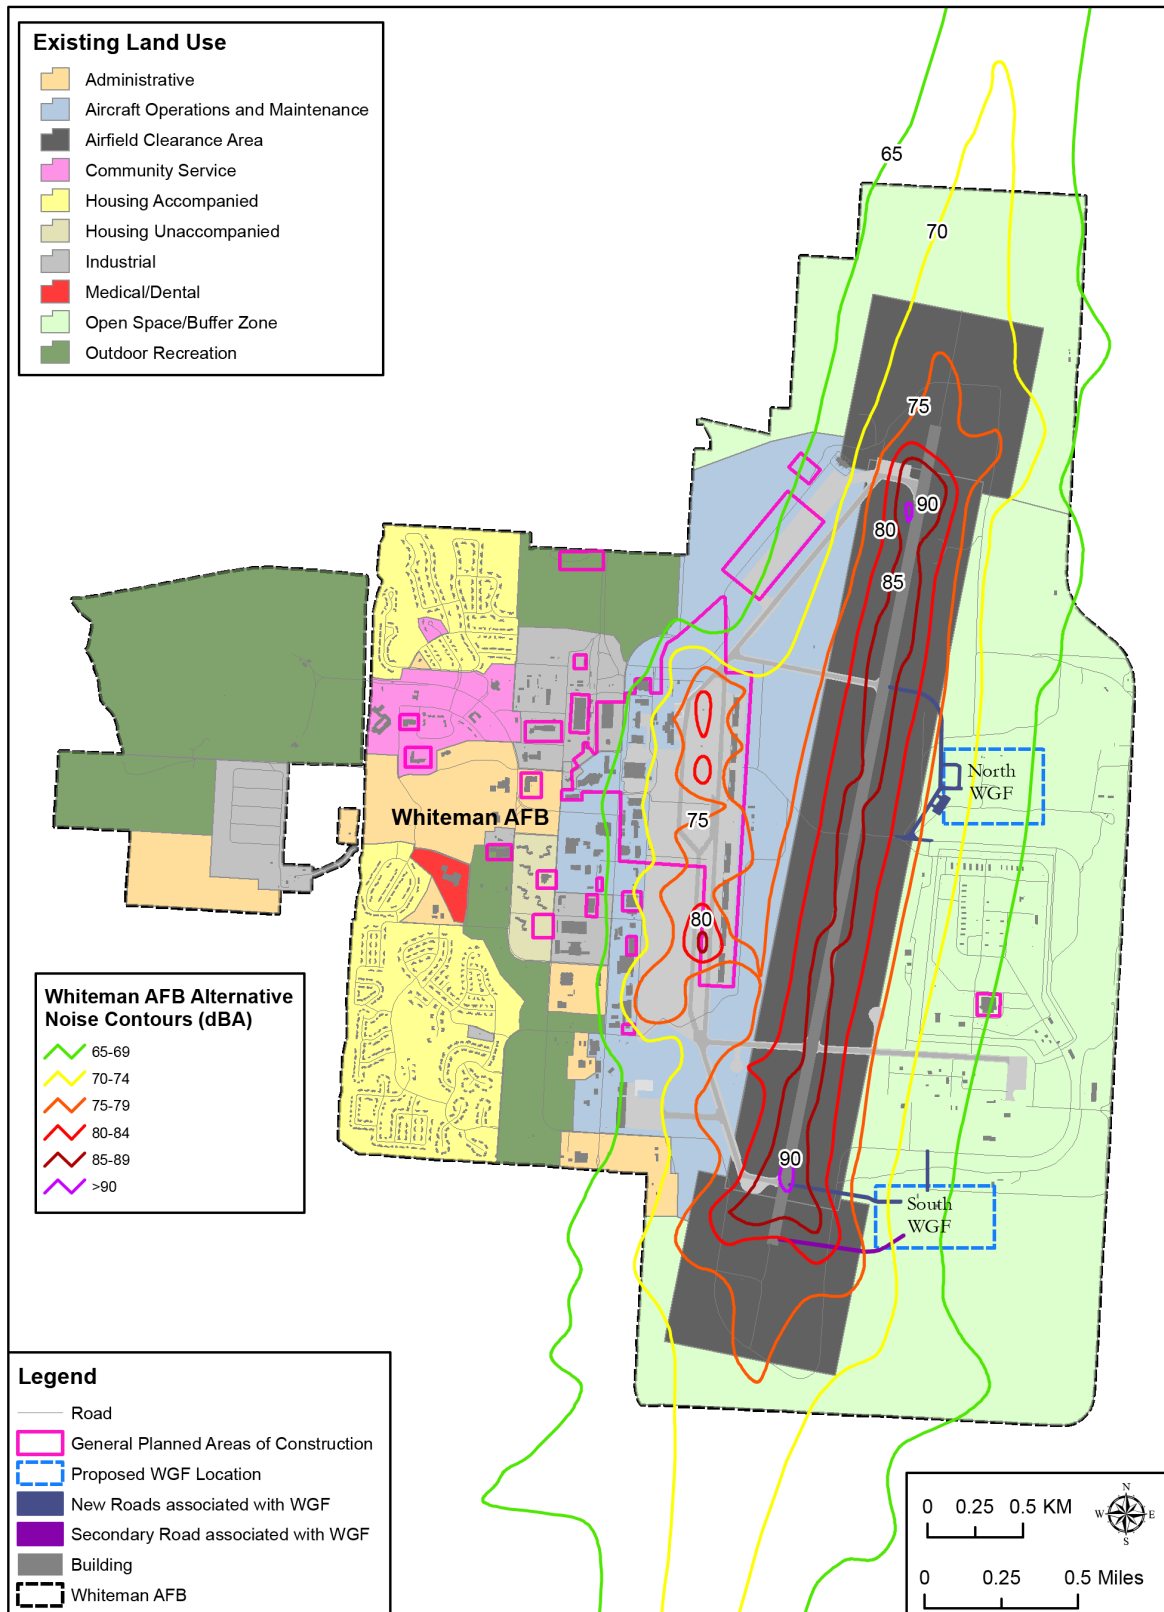 Existing Land Use
Administrative
Aircraft Operations and Maintenance
Airfield Clearance Area
Community Service
Housing Accompanied
Housing Unaccompanied
Industrial
Medical/Dental
Open Space/Buffer Zone
Outdoor Recreation
65
70
75
90
80
85
North
WGF
75
Whiteman AFB
80
90
South
WGF
Whiteman AFB Alternative
Noise Contours (dBA)
65-69
70-74
75-79
80-84
85-89
>90
Legend
Road
General Planned Areas of Construction
Proposed WGF Location
New Roads associated with WGF
Secondary Road associated with WGF
Building
Whiteman AFB
0 0.25 0.5 KM
N
W E
S
0 0.25 0.5 Miles